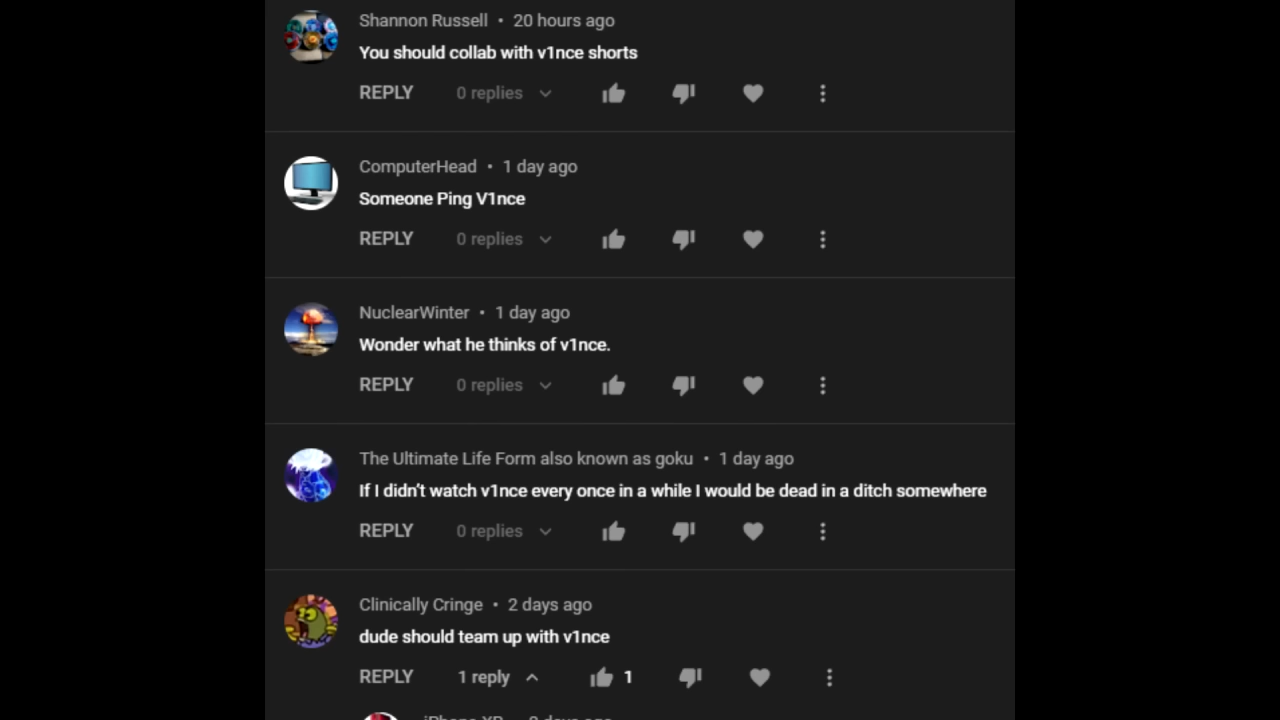 Shannon Russell • 20 hours ago
You should collab with v1nce shorts
REPLY 0 replies
ComputerHead • 1 day ago
Someone Ping V1nce
REPLY 0 replies
NuclearWinter • 1 day ago
Wonder what he thinks of v1nce.
REPLY 0 replies
The Ultimate Life Form also known as goku • 1 day ago
If I didn't watch v1nce every once in a while I would be dead in a ditch somewhere
REPLY 0 replies
Clinically Cringe • 2 days ago
dude should team up with v1nce
REPLY 1 reply 1
iPhone XR days ago